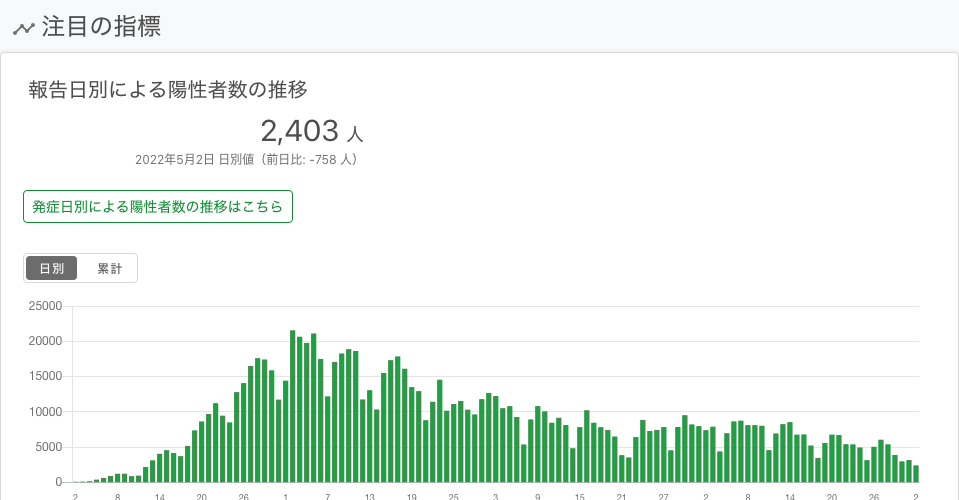 注目の指標
報告日別による陽性者数の推移
2,403 人
2022年5月2日 日別値（前日比: -758 人）
発症日別による陽性者数の推移はこちら
日別 累計
25000
20000
15000
10000
5000
0
2 8 14 20 26 1 7 13 19 25 3 9 15 21 27 2 8 14 20 26 2